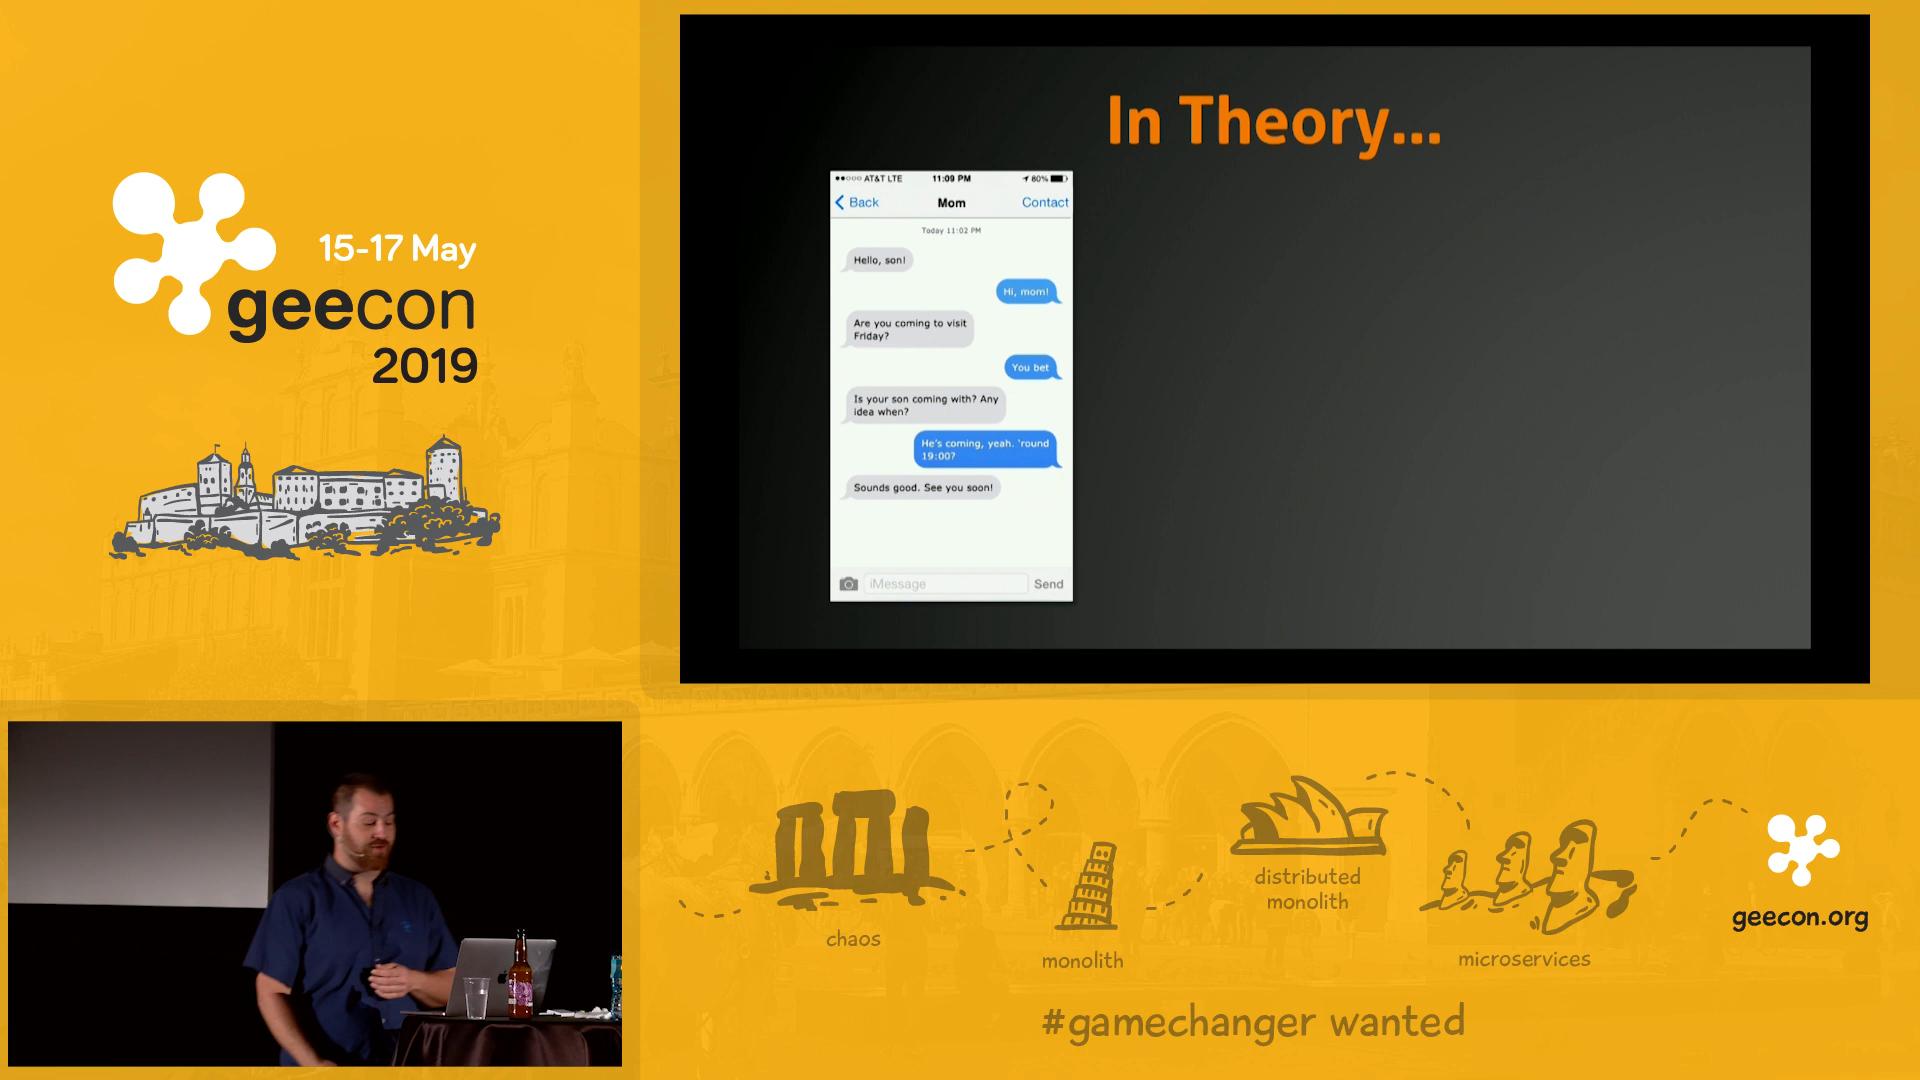 15-17 May
geecon
2019
In Theory...
AT&T LTE 11:09 PM 80%
Back Mom Contact
Today 11:02 PM
Hello, son!
Hi, mom!
Are you coming to visit
Friday?
You bet
Is your son coming with? Any
idea when?
He's coming, yeah. 'round
19:00?
Sounds good. See you soon!
iMessage Send
chaos
monolith
distributed
monolith
microservices
geecon.org
#gamechanger wanted